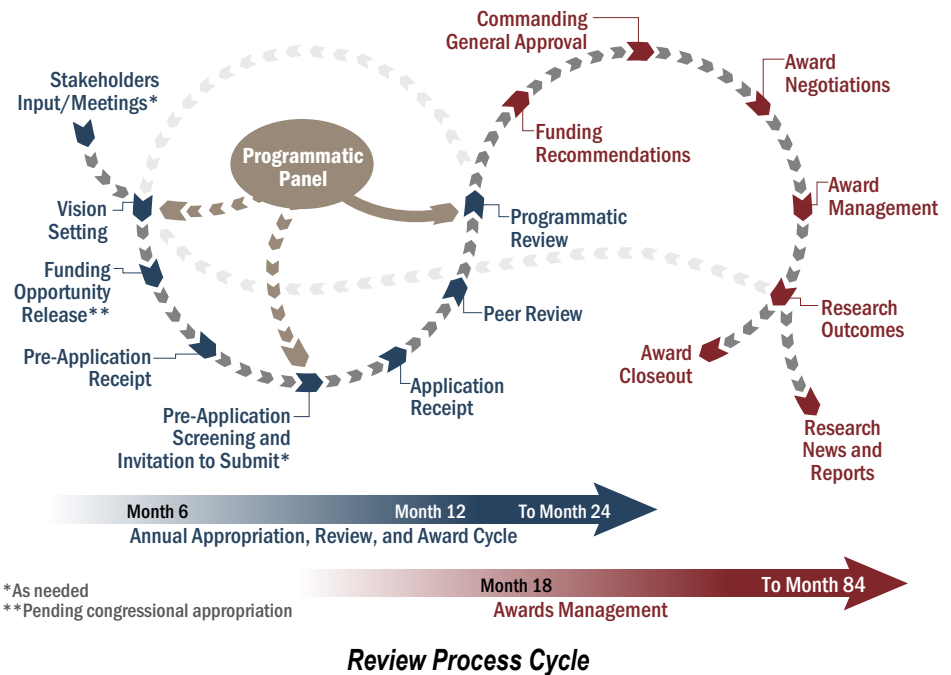 Stakeholders
Input/Meetings*
Vision
Setting
Funding
Opportunity
Release**
Pre-Application
Receipt
Pre-Application
Screening and
Invitation to Submit*
Application
Receipt
Peer Review
Programmatic
Review
Programmatic
Panel
Funding
Recommendations
Commanding
General Approval
Award
Negotiations
Award
Management
Research
Outcomes
Award
Closeout
Research
News and
Reports
Month 6
Month 12
To Month 24
Annual Appropriation, Review, and Award Cycle
Month 18
To Month 84
Awards Management
*As needed
**Pending congressional appropriation
Review Process Cycle